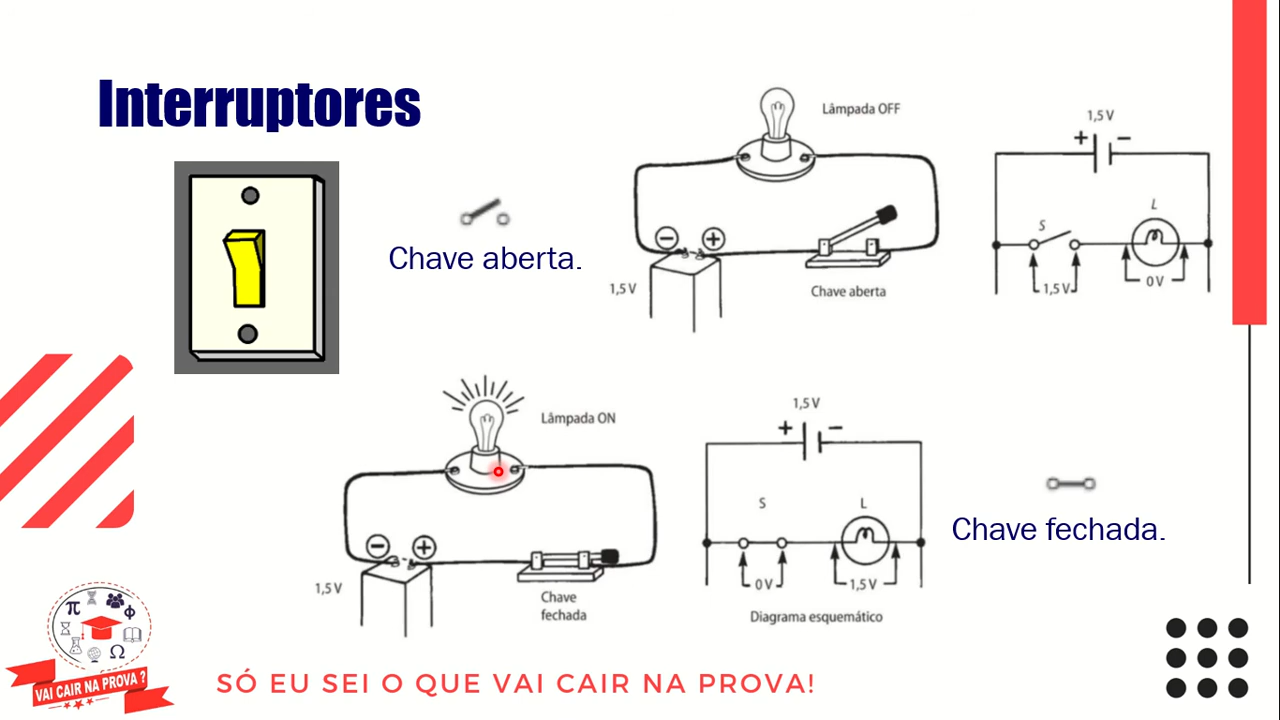 Interruptores
Chave aberta.
Lâmpada OFF
− +
1,5 V
Chave aberta
1,5 V
+ −
S
L
1,5 V
0 V
Lâmpada ON
− +
1,5 V
Chave
fechada
1,5 V
+ −
S
L
0 V
1,5 V
Diagrama esquemático
Chave fechada.
π
Φ
Ω
VAI CAIR NA PROVA ?
SÓ EU SEI O QUE VAI CAIR NA PROVA!